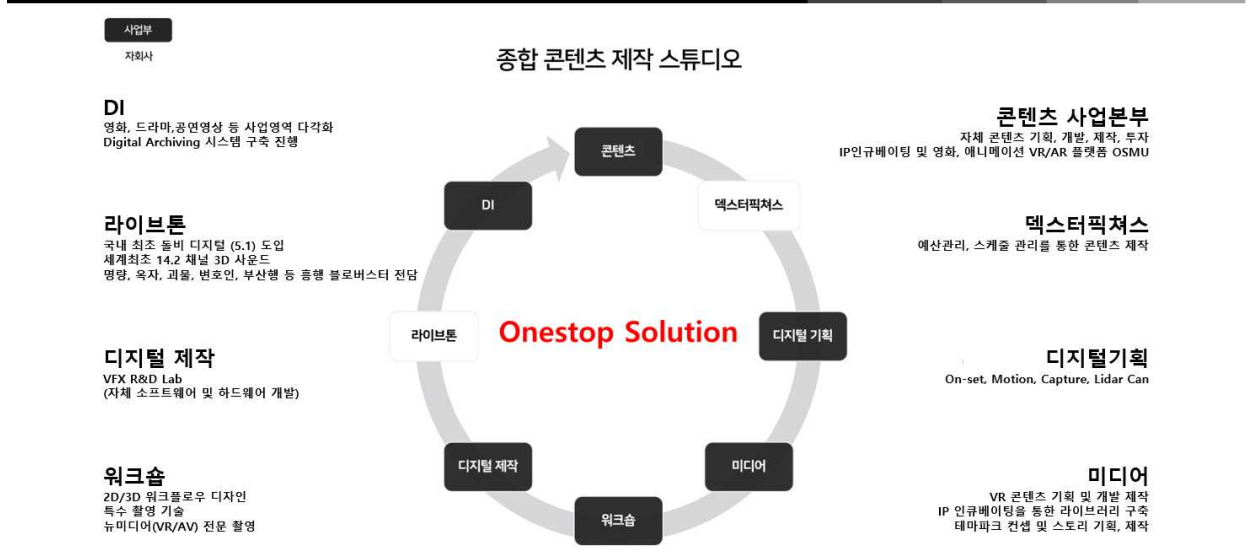 사업부
자회사
종합 콘텐츠 제작 스튜디오
DI
영화, 드라마,공연영상 등 사업영역 다각화
Digital Archiving 시스템 구축 진행
라이브톤
국내 최초 돌비 디지털 (5.1) 도입
세계최초 14.2 채널 3D 사운드
명량, 옥자, 괴물, 변호인, 부산행 등 흥행 블로버스터 전담
디지털 제작
VFX R&D Lab
(자체 소프트웨어 및 하드웨어 개발)
워크숍
2D/3D 워크플로우 디자인
특수 촬영 기술
뉴미디어(VR/AV) 전문 촬영
콘텐츠
덱스터픽쳐스
디지털 기획
미디어
워크숍
디지털 제작
라이브톤
DI
Onestop Solution
콘텐츠 사업본부
자체 콘텐츠 기획, 개발, 제작, 투자
IP인규베이팅 및 영화, 애니메이션 VR/AR 플랫폼 OSMU
덱스터픽쳐스
예산관리, 스케줄 관리를 통한 콘텐츠 제작
디지털기획
On-set, Motion, Capture, Lidar Can
미디어
VR 콘텐츠 기획 및 개발 제작
IP 인큐베이팅을 통한 라이브러리 구축
테마파크 컨셉 및 스토리 기획, 제작